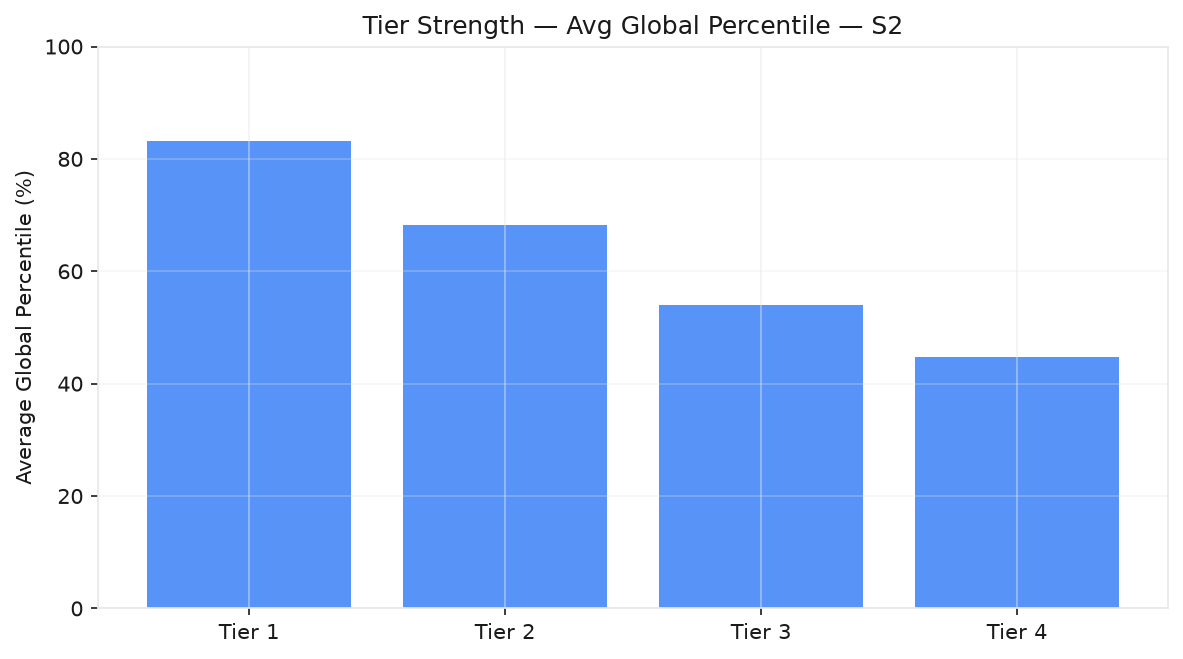 Tier Strength — Avg Global Percentile — S2
Average Global Percentile (%)
100
80
60
40
20
0
Tier 1
Tier 2
Tier 3
Tier 4